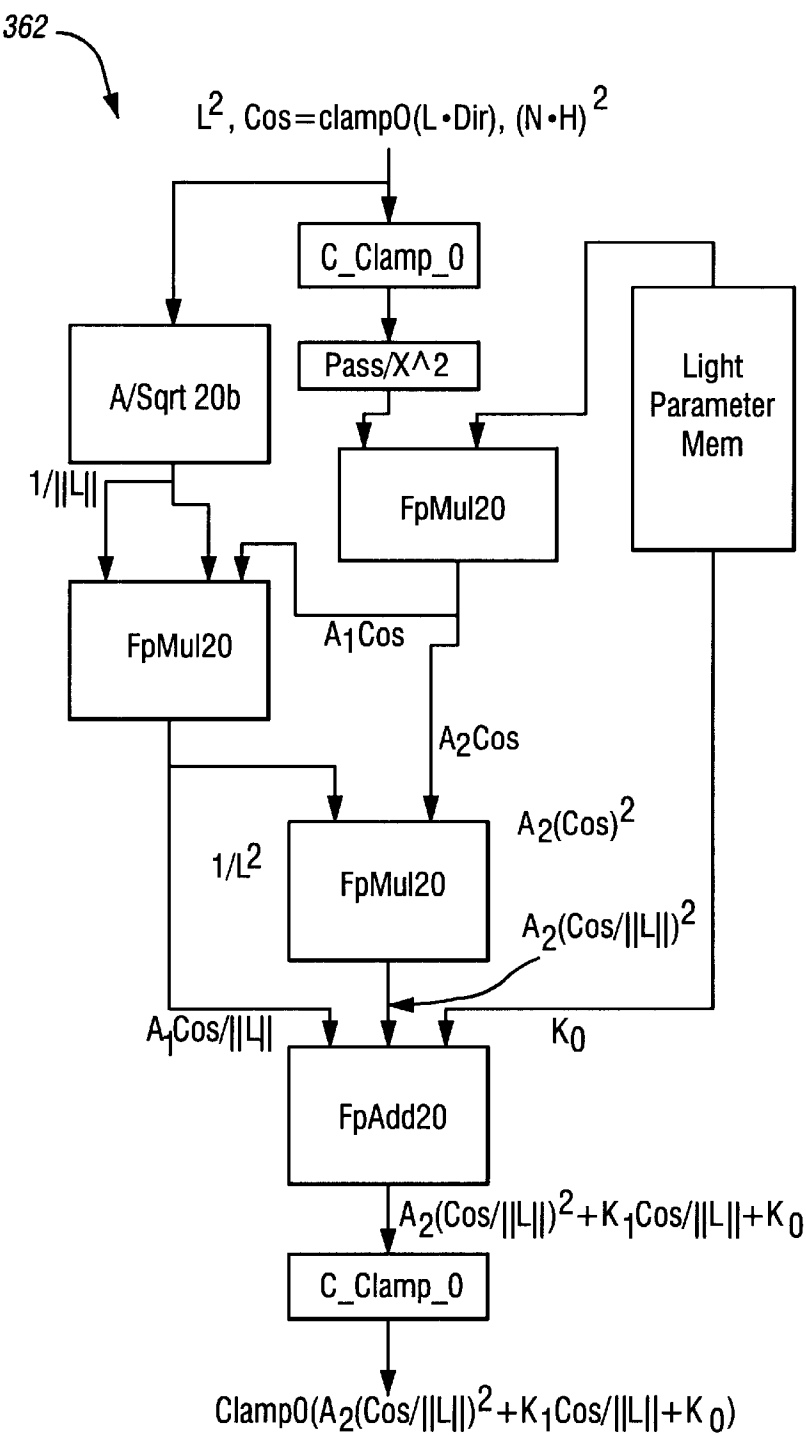 362
L², Cos=clamp0(L•Dir), (N•H)²
C_Clamp_0
Pass/X^2
A/Sqrt 20b
Light
Parameter
Mem
1/||L||
FpMul20
FpMul20
A₁Cos
A₂Cos
A₂(Cos)²
1/L²
FpMul20
A₂(Cos/||L||)²
A₁Cos/||L||
K₀
FpAdd20
A₂(Cos/||L||)²+K₁Cos/||L||+K₀
C_Clamp_0
Clamp0(A₂(Cos/||L||)²+K₁Cos/||L||+K₀)